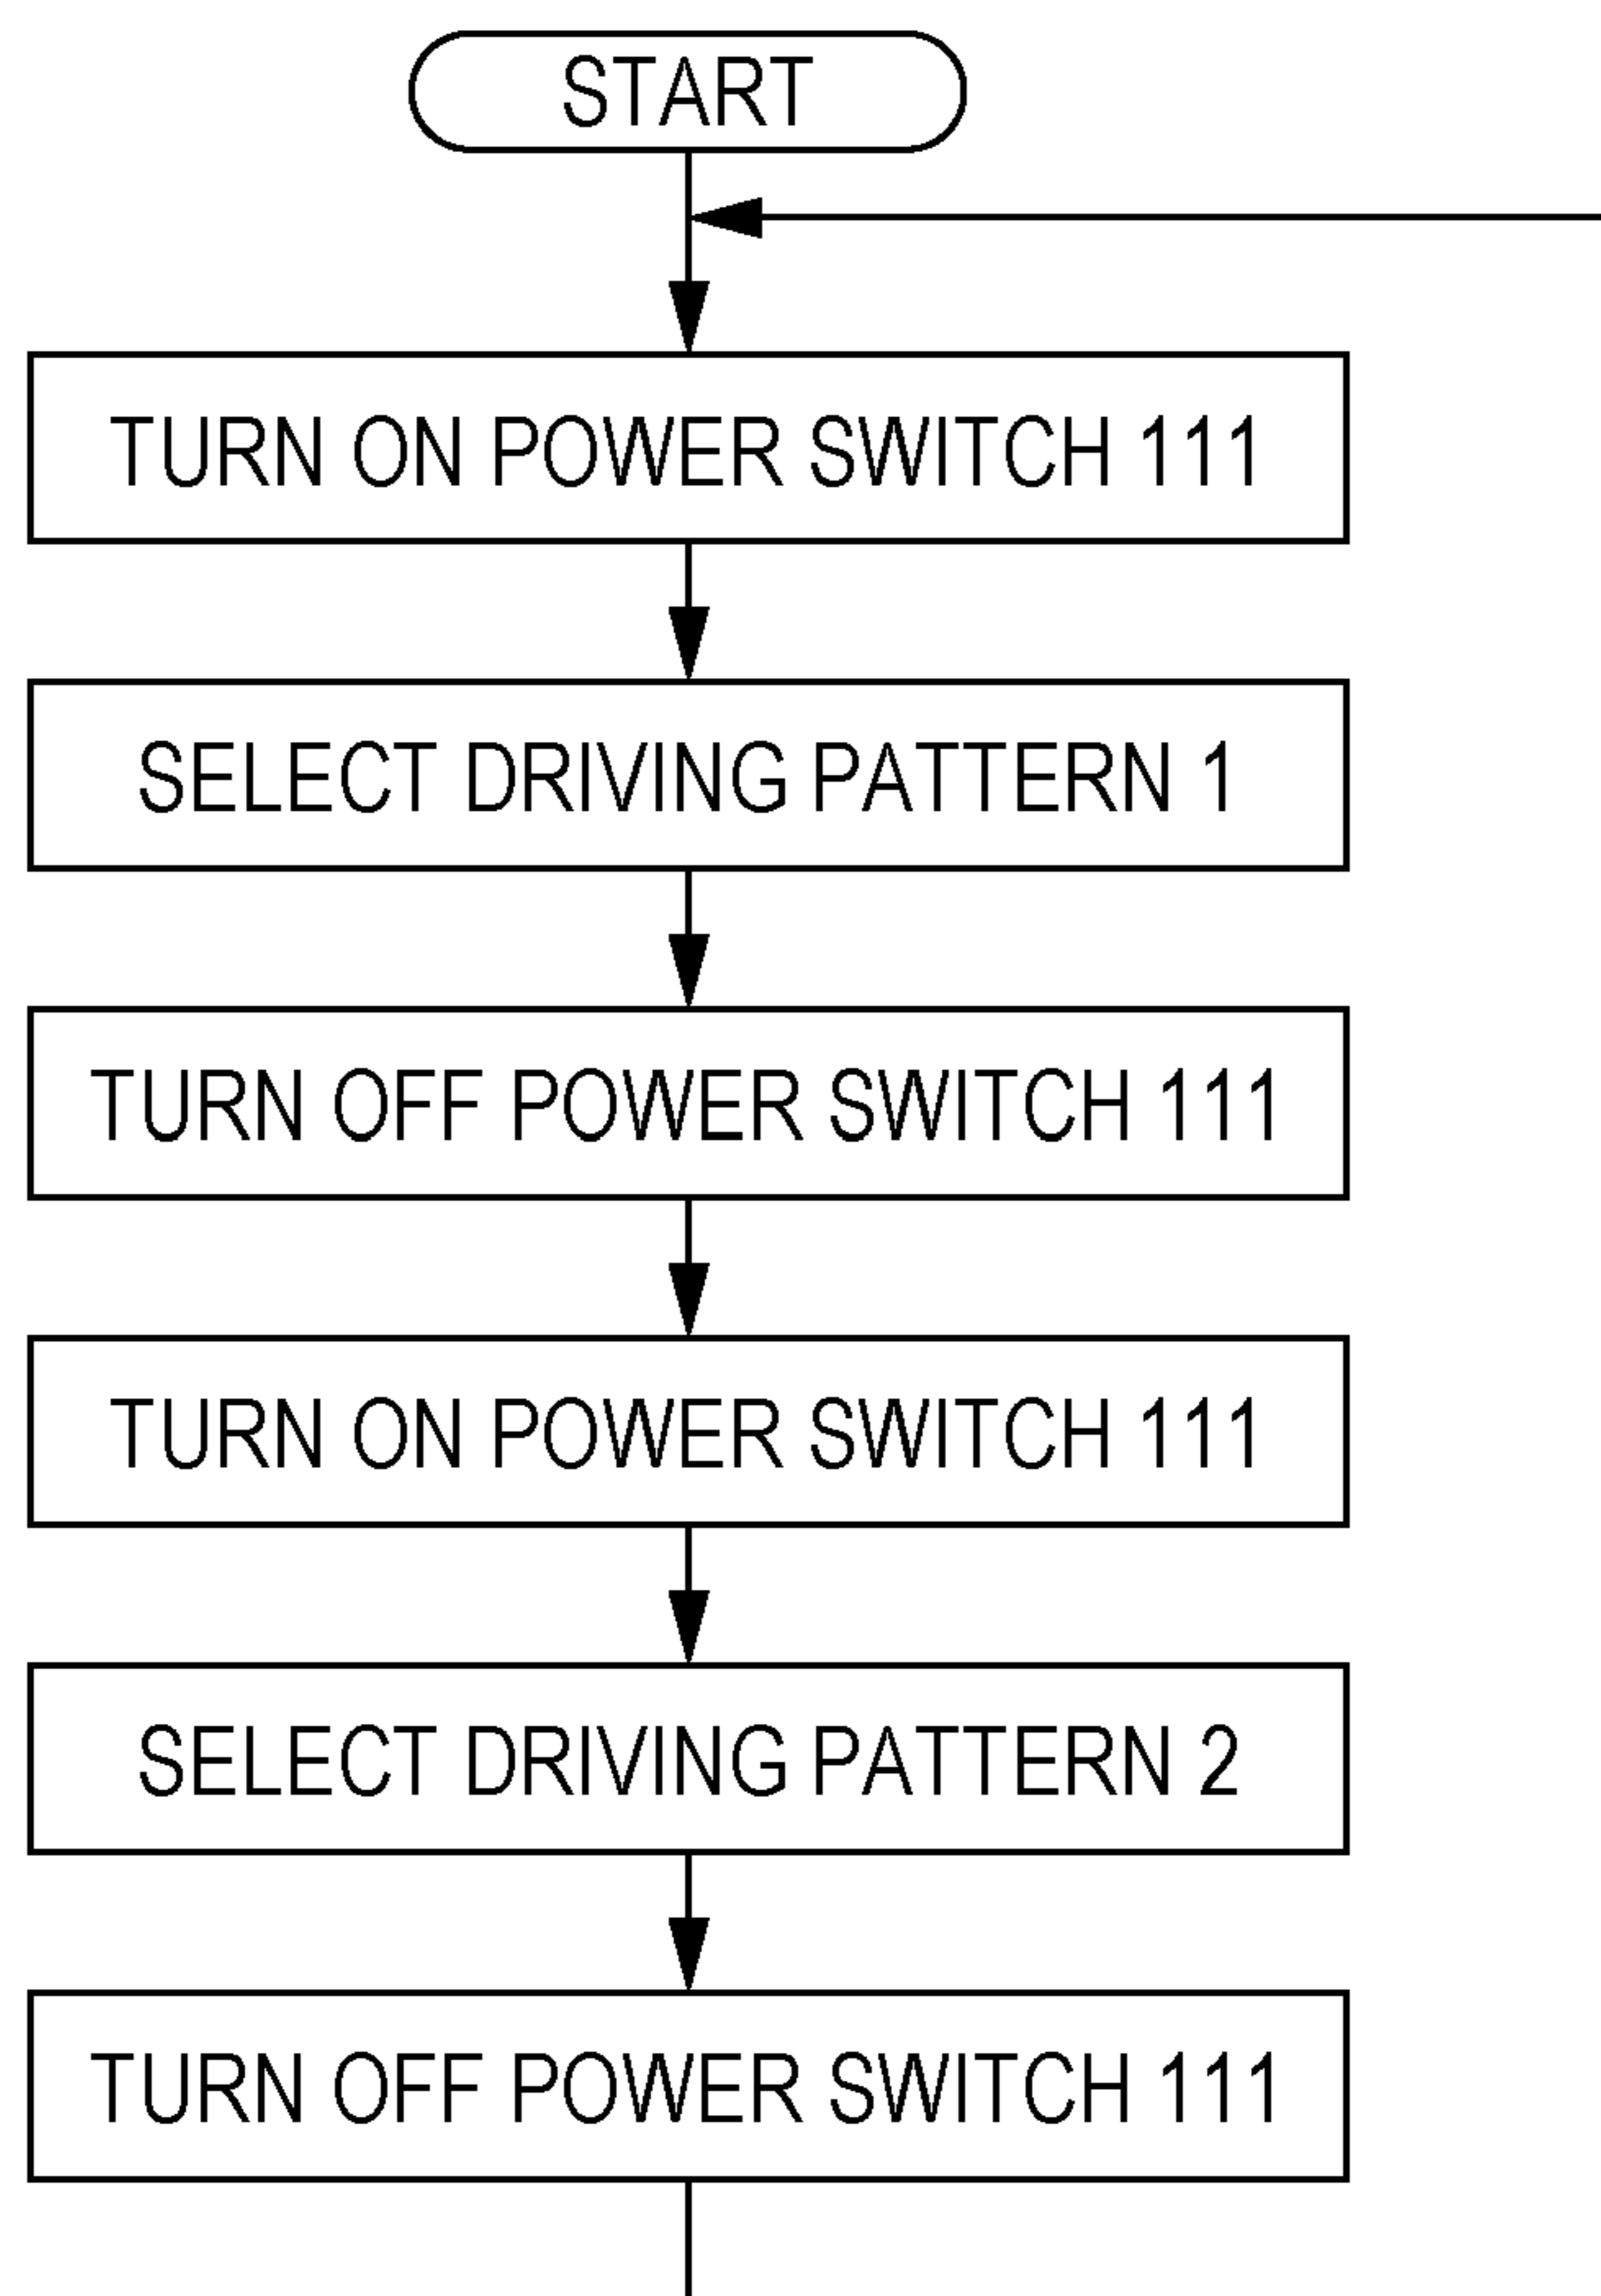 START
TURN ON POWER SWITCH 111
SELECT DRIVING PATTERN 1
TURN OFF POWER SWITCH 111
TURN ON POWER SWITCH 111
SELECT DRIVING PATTERN 2
TURN OFF POWER SWITCH 111